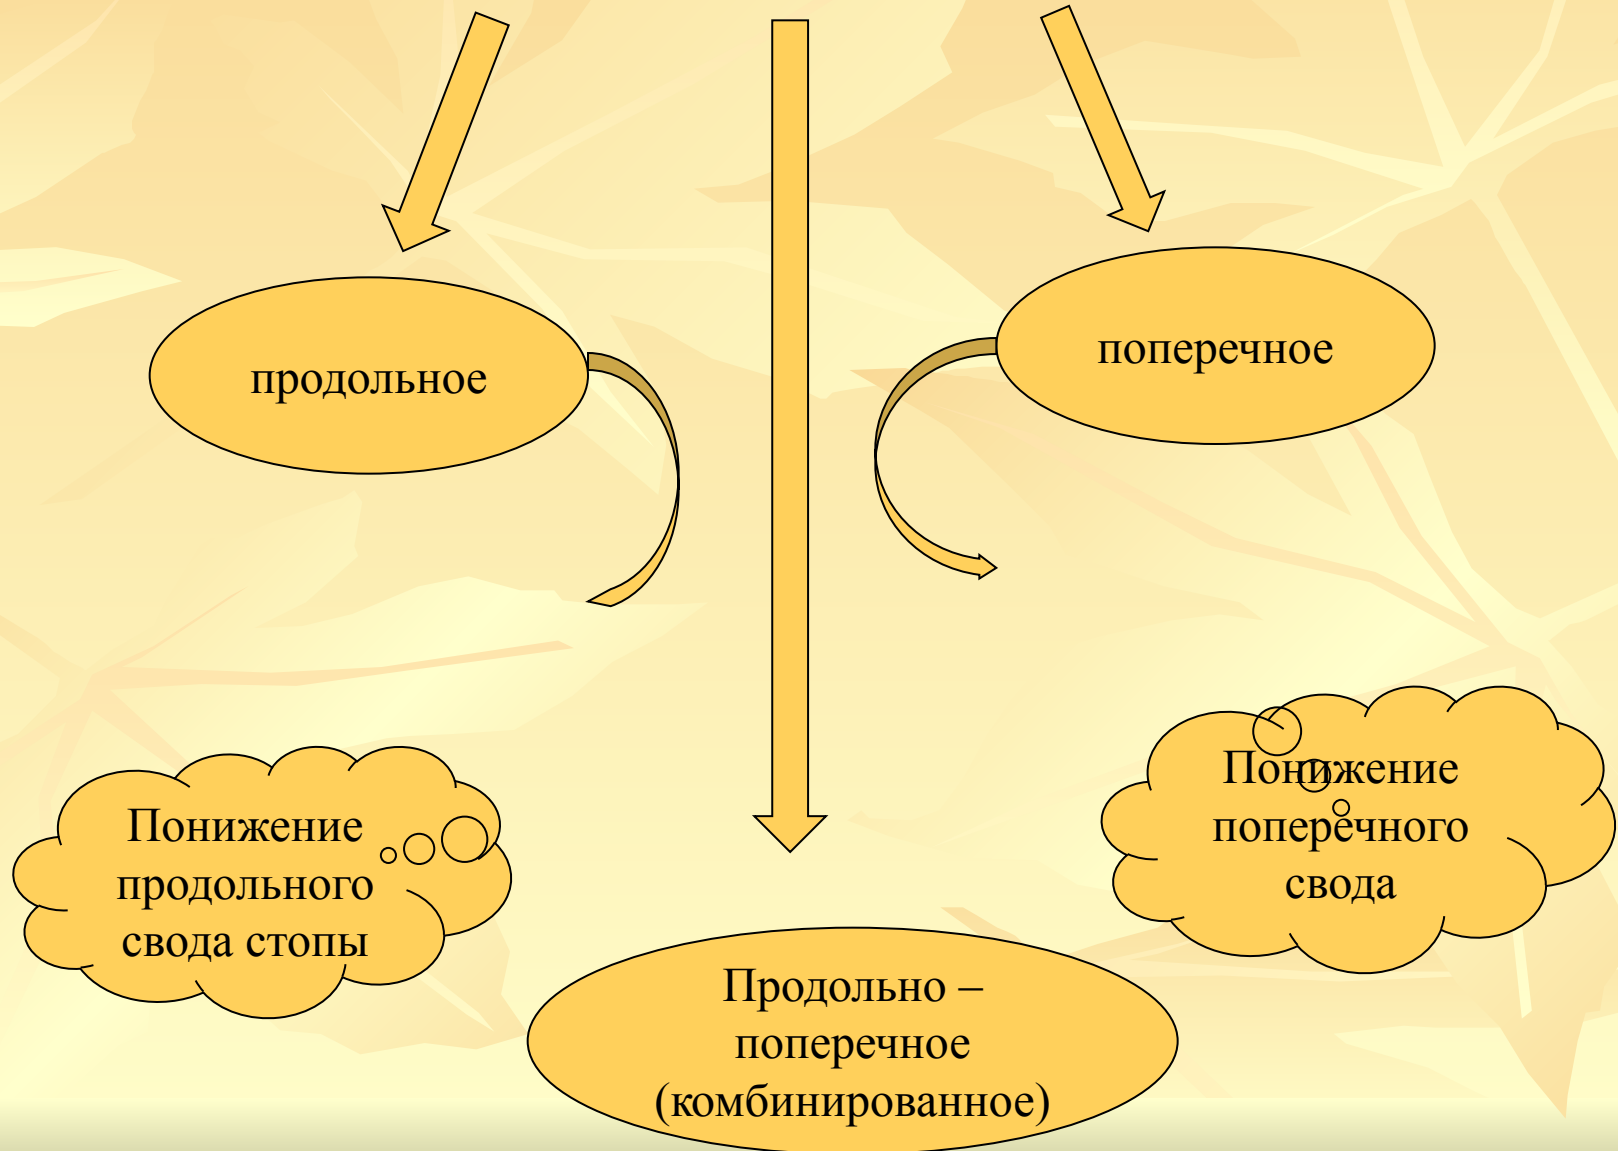 продольное
поперечное
Понижение
продольного
свода стопы
Понижение
поперечного
свода
Продольно –
поперечное
(комбинированное)